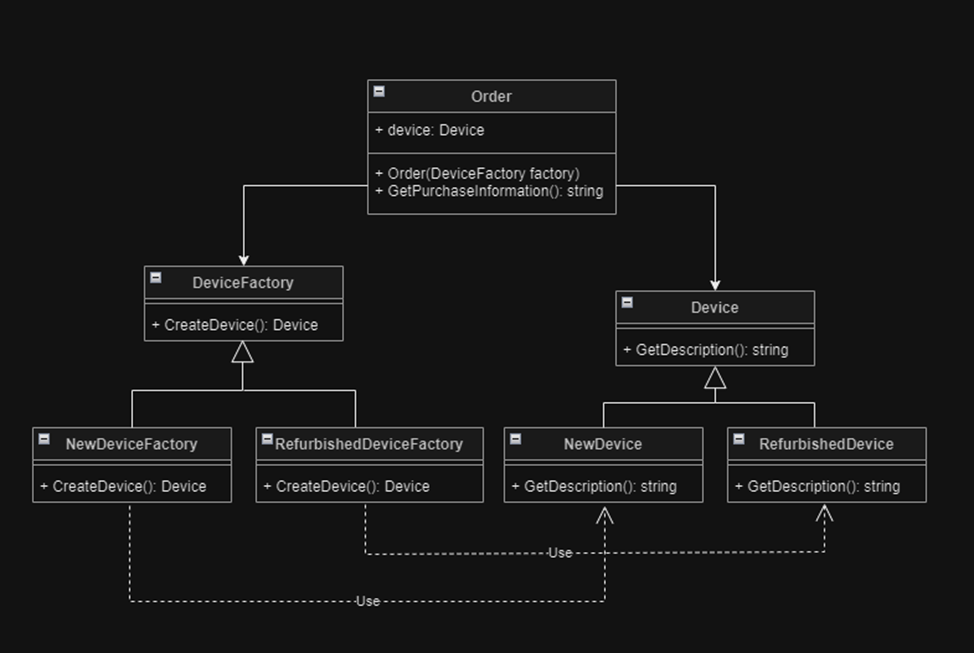 Order
+ device: Device
+ Order(DeviceFactory factory)
+ GetPurchaseInformation(): string
DeviceFactory
+ CreateDevice(): Device
Device
+ GetDescription(): string
NewDeviceFactory
+ CreateDevice(): Device
RefurbishedDeviceFactory
+ CreateDevice(): Device
NewDevice
+ GetDescription(): string
RefurbishedDevice
+ GetDescription(): string
Use
Use